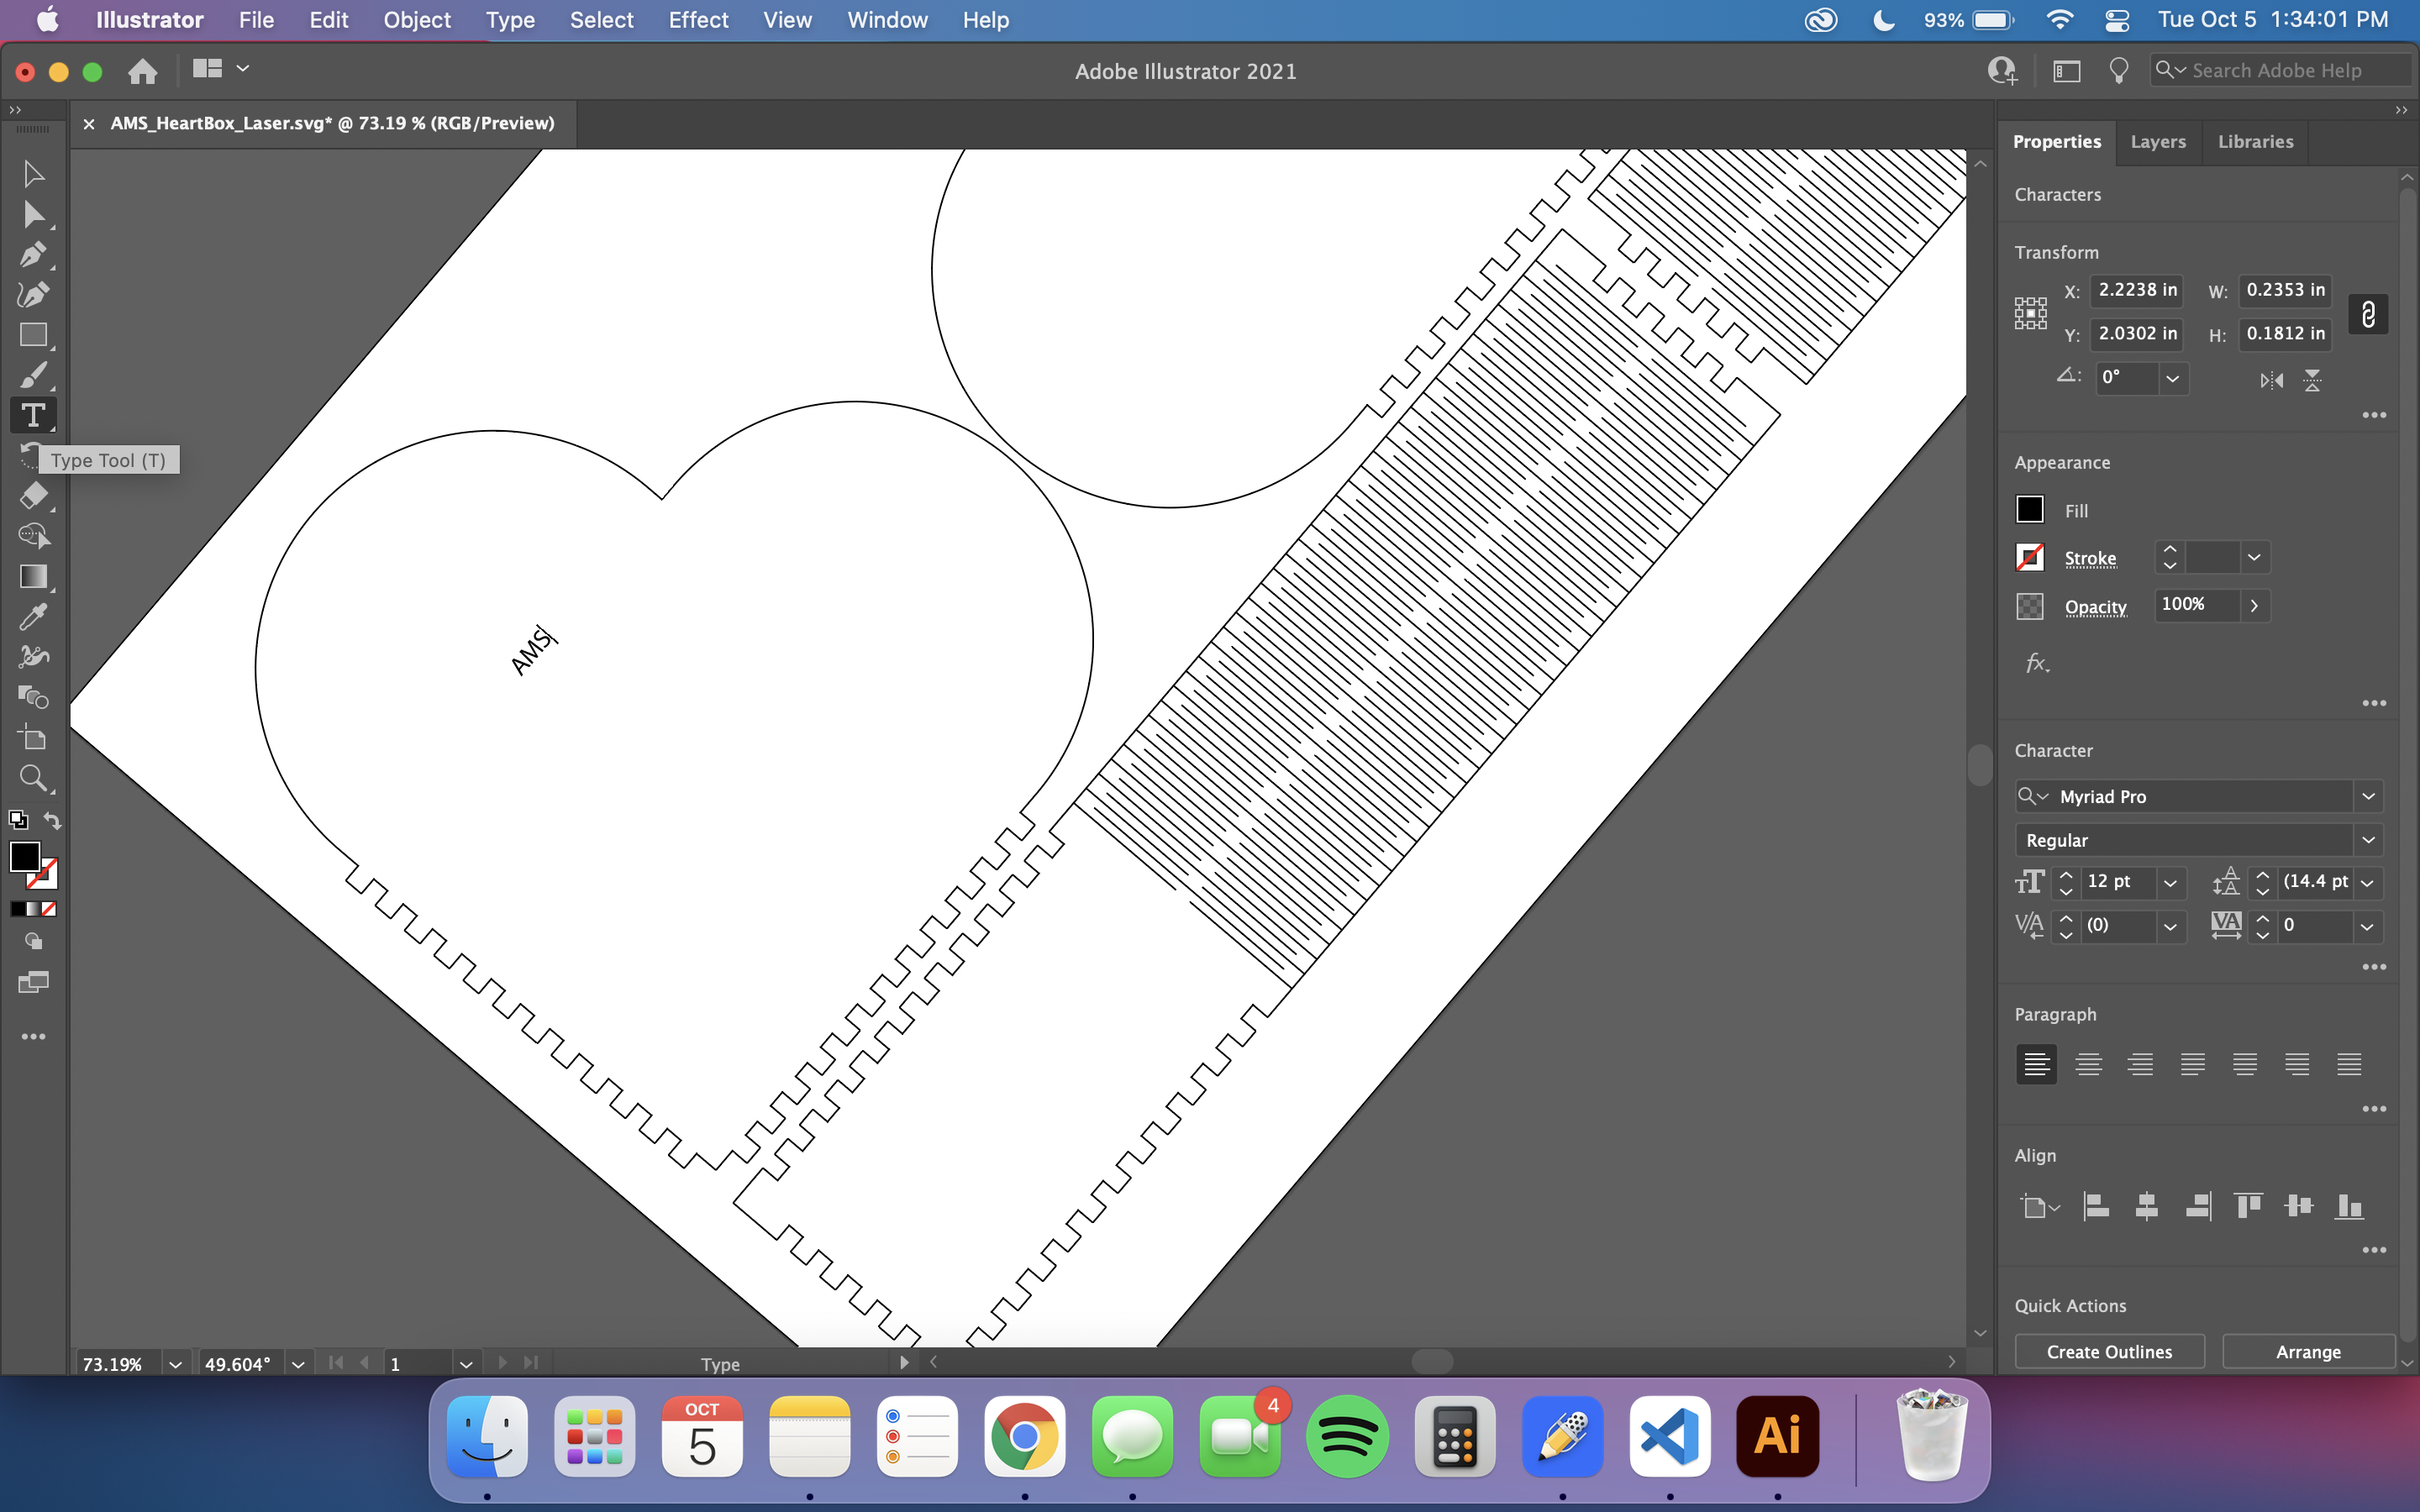 Illustrator File Edit Object Type Select Effect View Window Help 93% Tue Oct 5 1:34:01 PM
Adobe Illustrator 2021 Search Adobe Help
AMS_HeartBox_Laser.svg* @ 73.19 % (RGB/Preview)
Properties Layers Libraries
Characters
Transform
X: 2.2238 in W: 0.2353 in
Y: 2.0302 in H: 0.1812 in
0°
T
Type Tool (T)
Appearance
Fill
Stroke
Opacity 100%
fx.
AMS
Character
Myriad Pro
Regular
12 pt (14.4 pt
(0) 0
Paragraph
Align
Quick Actions
Create Outlines Arrange
73.19% 49.604° 1 Type
OCT
5
4
Ai